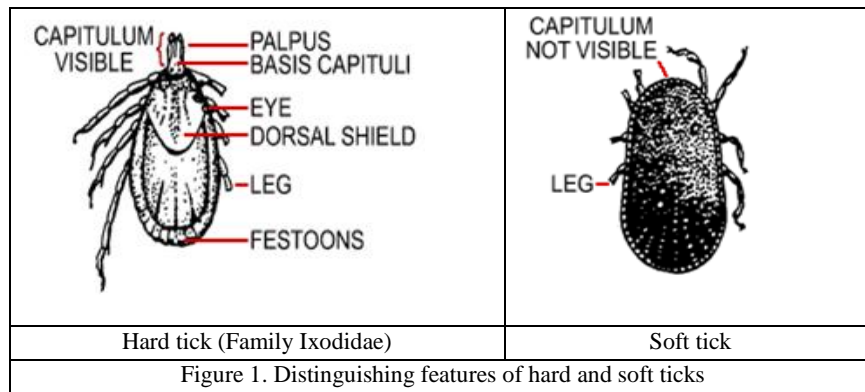 CAPITULUM
VISIBLE
PALPUS
BASIS CAPITULI
EYE
DORSAL SHIELD
LEG
FESTOONS
CAPITULUM
NOT VISIBLE
LEG
Hard tick (Family Ixodidae)
Soft tick
Figure 1. Distinguishing features of hard and soft ticks